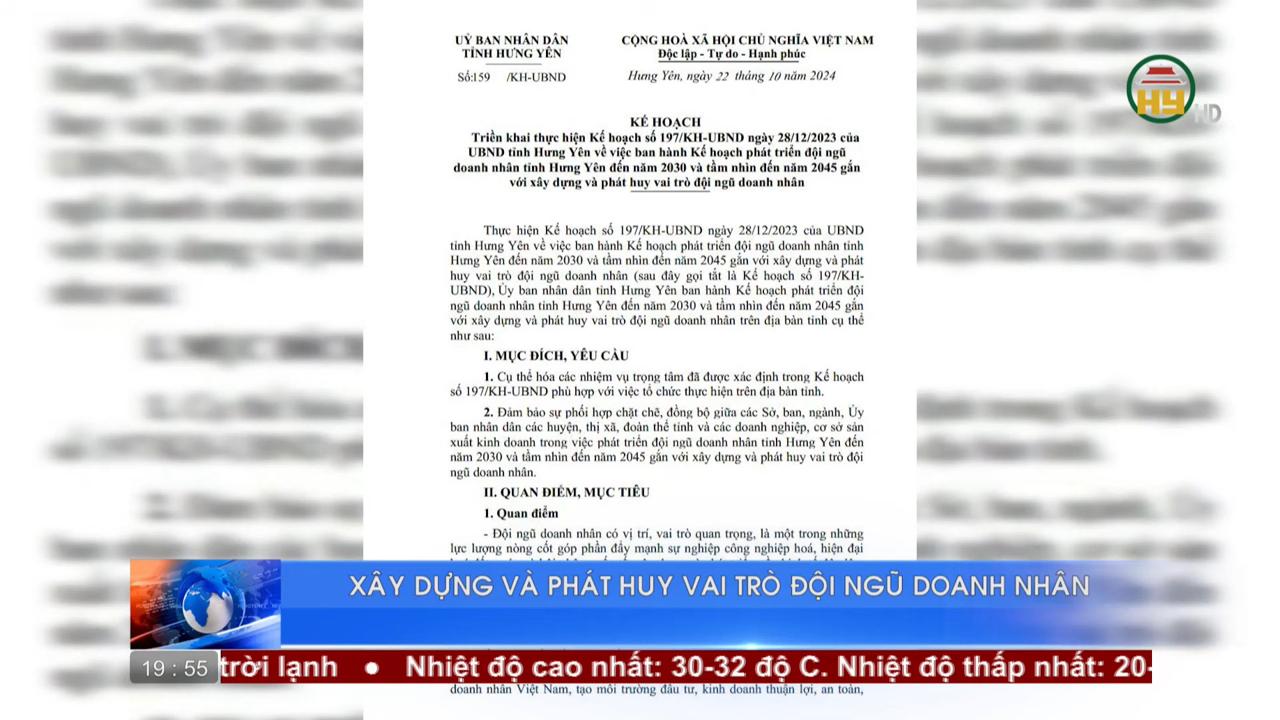 UỶ BAN NHÂN DÂN
TỈNH HƯNG YÊN
Số:159 /KH-UBND
CỘNG HOÀ XÃ HỘI CHỦ NGHĨA VIỆT NAM
Độc lập - Tự do - Hạnh phúc
Hưng Yên, ngày 22 tháng 10 năm 2024
HY HD
KẾ HOẠCH
Triển khai thực hiện Kế hoạch số 197/KH-UBND ngày 28/12/2023 của
UBND tỉnh Hưng Yên về việc ban hành Kế hoạch phát triển đội ngũ
doanh nhân tỉnh Hưng Yên đến năm 2030 và tầm nhìn đến năm 2045 gắn
với xây dựng và phát huy vai trò đội ngũ doanh nhân
Thực hiện Kế hoạch số 197/KH-UBND ngày 28/12/2023 của UBND
tỉnh Hưng Yên về việc ban hành Kế hoạch phát triển đội ngũ doanh nhân tỉnh
Hưng Yên đến năm 2030 và tầm nhìn đến năm 2045 gắn với xây dựng và phát
huy vai trò đội ngũ doanh nhân (sau đây gọi tắt là Kế hoạch số 197/KH-
UBND), Ủy ban nhân dân tỉnh Hưng Yên ban hành Kế hoạch phát triển đội
ngũ doanh nhân tỉnh Hưng Yên đến năm 2030 và tầm nhìn đến năm 2045 gắn
với xây dựng và phát huy vai trò đội ngũ doanh nhân trên địa bàn tỉnh cụ thể
như sau:
I. MỤC ĐÍCH, YÊU CẦU
1. Cụ thể hóa các nhiệm vụ trọng tâm đã được xác định trong Kế hoạch
số 197/KH-UBND phù hợp với việc tổ chức thực hiện trên địa bàn tỉnh.
2. Đảm bảo sự phối hợp chặt chẽ, đồng bộ giữa các Sở, ban, ngành, Ủy
ban nhân dân các huyện, thị xã, đoàn thể tỉnh và các doanh nghiệp, cơ sở sản
xuất kinh doanh trong việc phát triển đội ngũ doanh nhân tỉnh Hưng Yên đến
năm 2030 và tầm nhìn đến năm 2045 gắn với xây dựng và phát huy vai trò đội
ngũ doanh nhân.
II. QUAN ĐIỂM, MỤC TIÊU
1. Quan điểm
- Đội ngũ doanh nhân có vị trí, vai trò quan trọng, là một trong những
lực lượng nòng cốt góp phần đẩy mạnh sự nghiệp công nghiệp hoá, hiện đại
XÂY DỰNG VÀ PHÁT HUY VAI TRÒ ĐỘI NGŨ DOANH NHÂN
19 : 55 trời lạnh ● Nhiệt độ cao nhất: 30-32 độ C. Nhiệt độ thấp nhất: 20-
doanh nhân Việt Nam, tạo môi trường đầu tư, kinh doanh thuận lợi, an toàn,